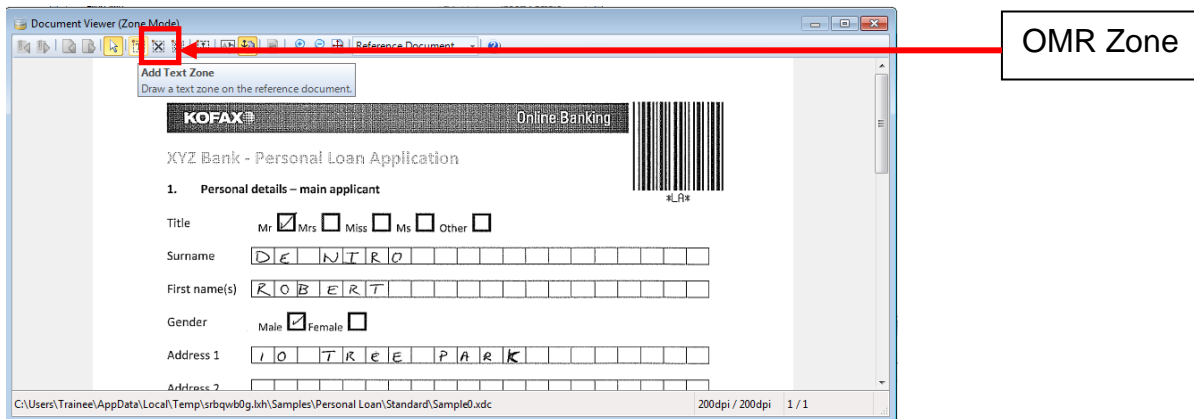 Document Viewer (Zone Mode)
OMR Zone
Reference Document
Add Text Zone
Draw a text zone on the reference document.
KOFAX Online Banking
XYZ Bank - Personal Loan Application
*LA*
1. Personal details – main applicant
Title Mr Mrs Miss Ms Other
Surname DE NIRO
First name(s) ROBERT
Gender Male Female
Address 1 10 TREE PARK
Address 2
C:\Users\Trainee\AppData\Local\Temp\srbqwb0g.lxh\Samples\Personal Loan\Standard\Sample0.xdc 200dpi / 200dpi 1 / 1